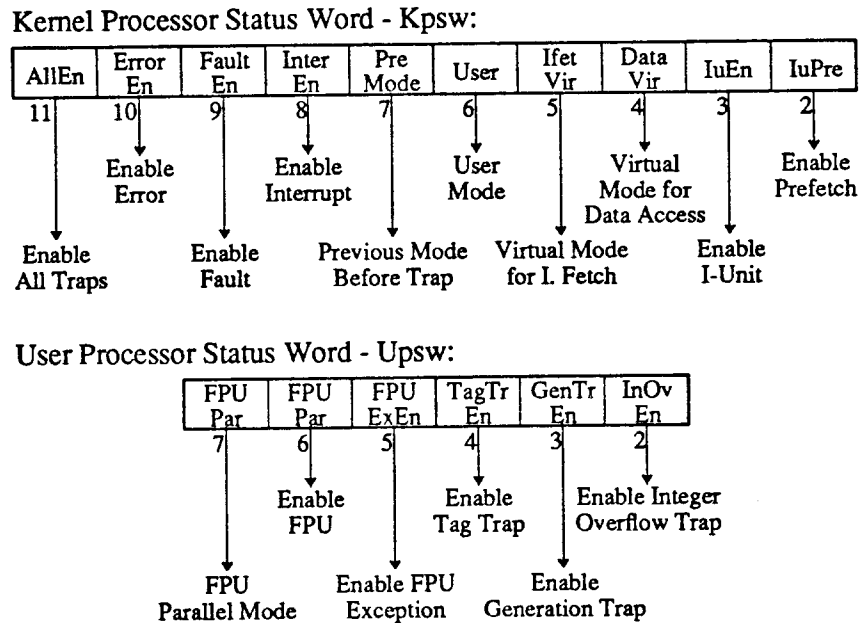 Kernel Processor Status Word - Kpsw:
AllEn Error En Fault En Inter En Pre Mode User Ifet Vir Data Vir IuEn IuPre
11 10 9 8 7 6 5 4 3 2
Enable Error
Enable Interrupt
User Mode
Virtual Mode for Data Access
Enable Prefetch
Enable All Traps
Enable Fault
Previous Mode Before Trap
Virtual Mode for I. Fetch
Enable I-Unit
User Processor Status Word - Upsw:
FPU Par FPU Par FPU ExEn TagTr En GenTr En InOv En
7 6 5 4 3 2
Enable FPU
Enable Tag Trap
Enable Integer Overflow Trap
FPU Parallel Mode
Enable FPU Exception
Enable Generation Trap